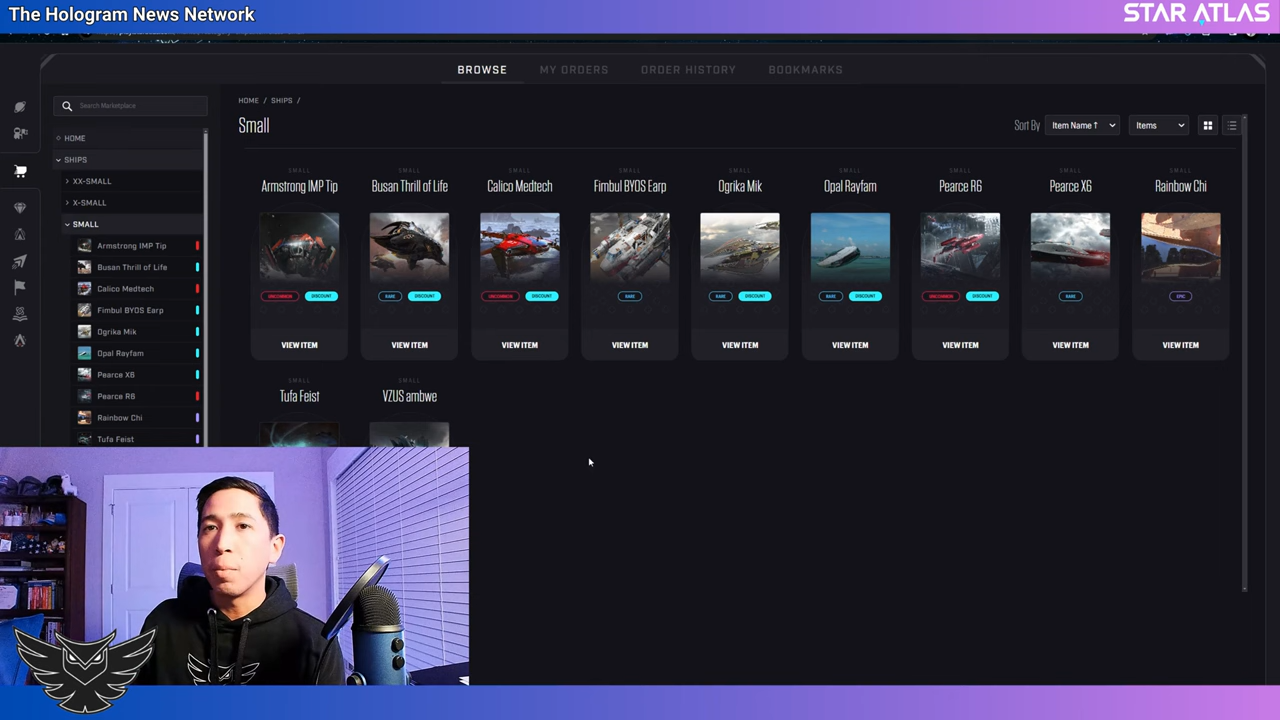 The Hologram News Network
STAR ATLAS
BROWSE
MY ORDERS
ORDER HISTORY
BOOKMARKS
Search Marketplace
HOME
SHIPS
XX-SMALL
X-SMALL
SMALL
Armstrong IMP Tip
Busan Thrill of Life
Calico Medtech
Fimbul BYOS Earp
Ogrika Mik
Opal Rayfam
Pearce X6
Pearce R6
Rainbow Chi
Tufa Feist
HOME / SHIPS /
Small
Sort By
Item Name ↑
Items
SMALL SMALL SMALL SMALL SMALL SMALL SMALL SMALL SMALL
Armstrong IMP Tip Busan Thrill of Life Calico Medtech Fimbul BYOS Earp Ogrika Mik Opal Rayfam Pearce R6 Pearce X6 Rainbow Chi
UNCOMMON DISCOUNT RARE DISCOUNT UNCOMMON DISCOUNT RARE RARE DISCOUNT RARE DISCOUNT UNCOMMON DISCOUNT RARE EPIC
VIEW ITEM VIEW ITEM VIEW ITEM VIEW ITEM VIEW ITEM VIEW ITEM VIEW ITEM VIEW ITEM VIEW ITEM
SMALL SMALL
Tufa Feist VZUS ambwe